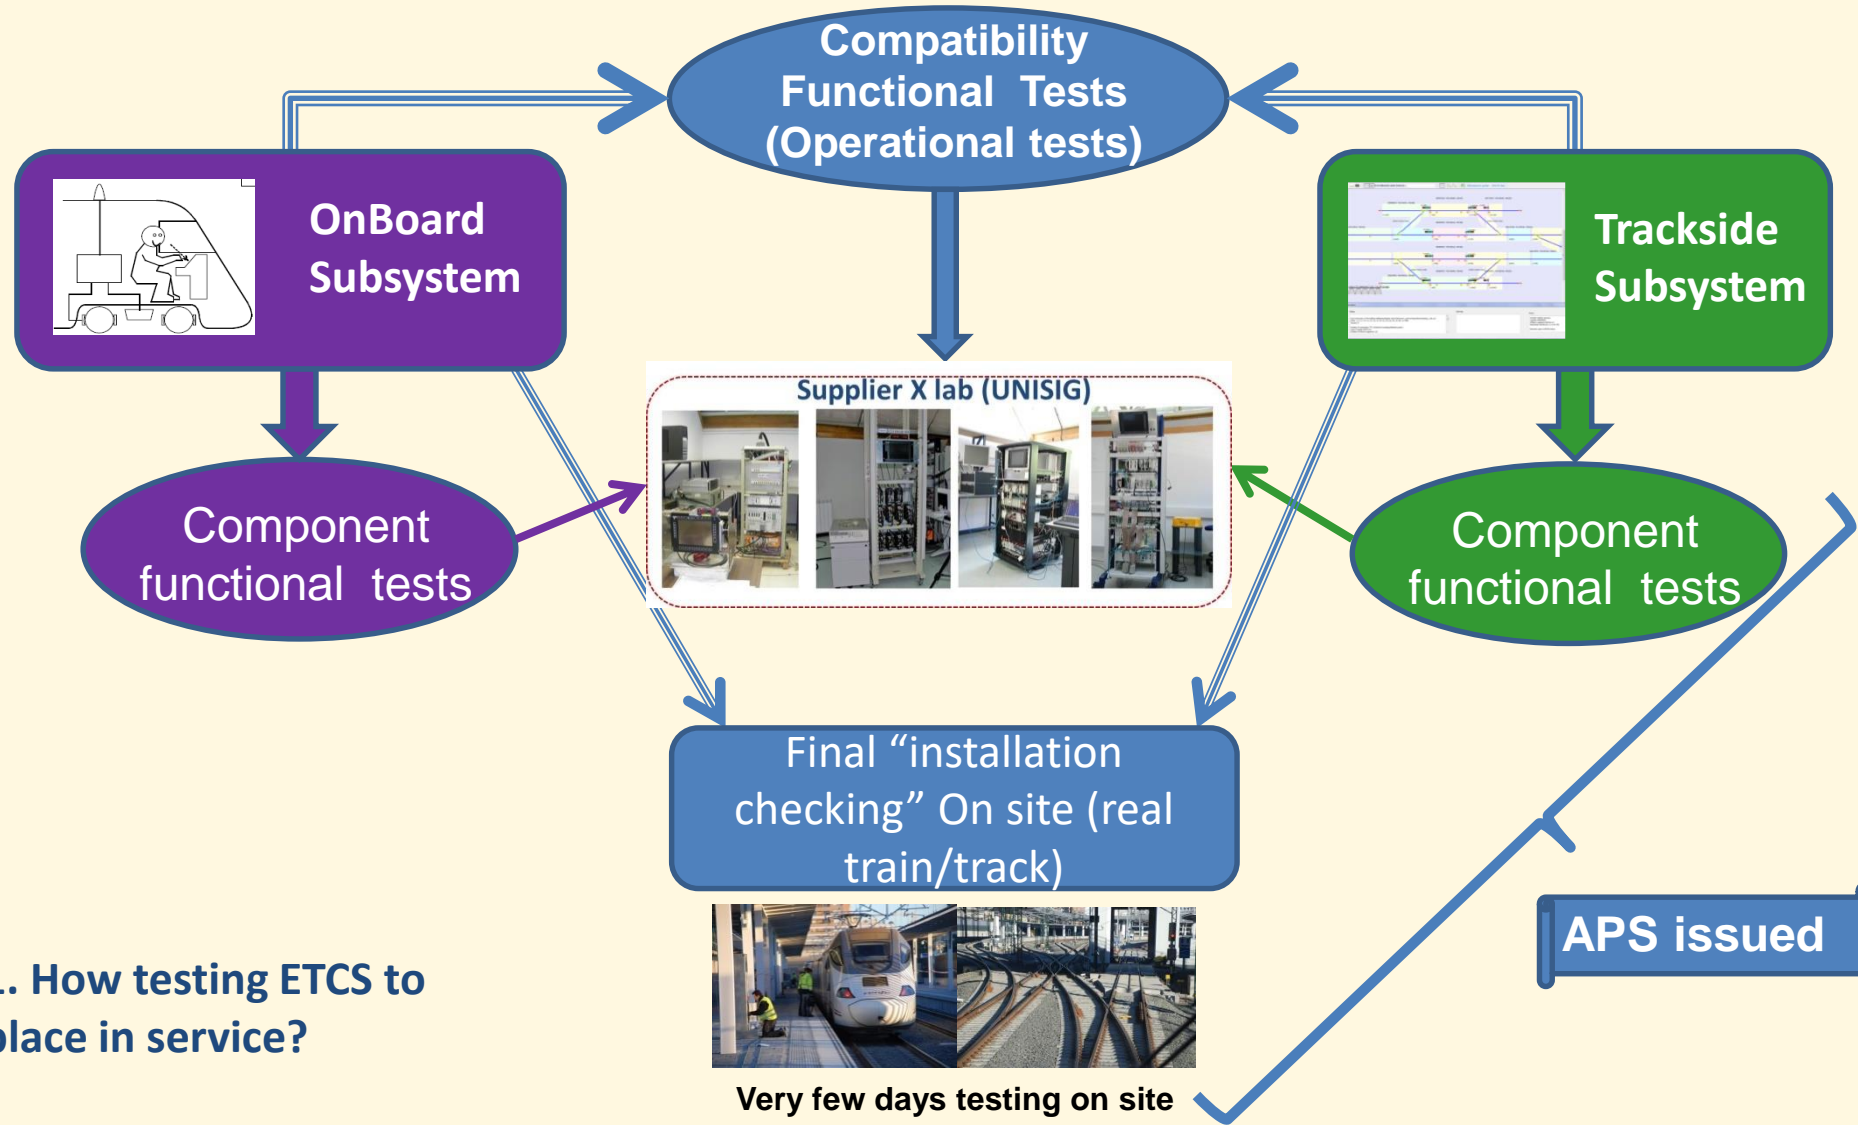 Compatibility
Functional Tests
(Operational tests)
OnBoard
Subsystem
Trackside
Subsystem
Supplier X lab (UNISIG)
Component
functional tests
Component
functional tests
Final “installation
checking” On site (real
train/track)
APS issued
. How testing ETCS to
place in service?
Very few days testing on site